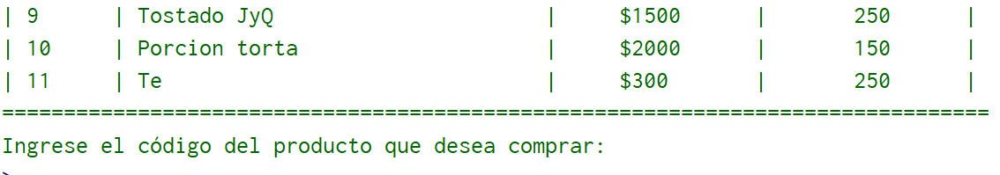 | 9 | Tostado JyQ | $1500 | 250 |
| 10 | Porcion torta | $2000 | 150 |
| 11 | Te | $300 | 250 |
================================================================================
Ingrese el código del producto que desea comprar:
>